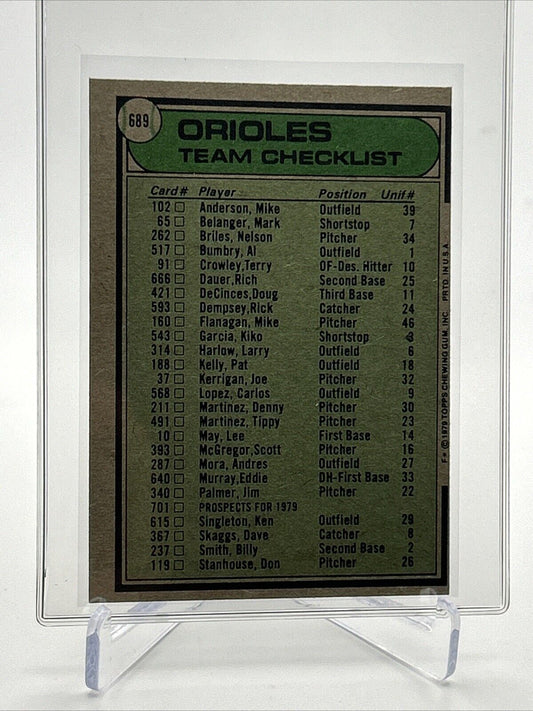 689
ORIOLES
TEAM CHECKLIST
Card# Player Position Unif#
102 Anderson, Mike Outfield 39
65 Belanger, Mark Shortstop 7
262 Briles, Nelson Pitcher 34
517 Bumbry, Al Outfield 1
91 Crowley,Terry OF-Des. Hitter 10
666 Dauer,Rich Second Base 25
421 DeCinces,Doug Third Base 11
593 Dempsey,Rick Catcher 24
160 Flanagan, Mike Pitcher 46
543 Garcia, Kiko Shortstop 3
314 Harlow, Larry Outfield 6
188 Kelly, Pat Outfield 18
37 Kerrigan, Joe Pitcher 32
568 Lopez, Carlos Outfield 9
211 Martinez, Denny Pitcher 30
491 Martinez, Tippy Pitcher 23
10 May, Lee First Base 14
393 McGregor,Scott Pitcher 16
287 Mora, Andres Outfield 27
640 Murray,Eddie DH-First Base 33
340 Palmer, Jim Pitcher 22
701 PROSPECTS FOR 1979
615 Singleton, Ken Outfield 29
367 Skaggs, Dave Catcher 8
237 Smith, Billy Second Base 2
119 Stanhouse, Don Pitcher 26
F* © 1979 TOPPS CHEWING GUM, INC. PRTD. IN U.S.A.